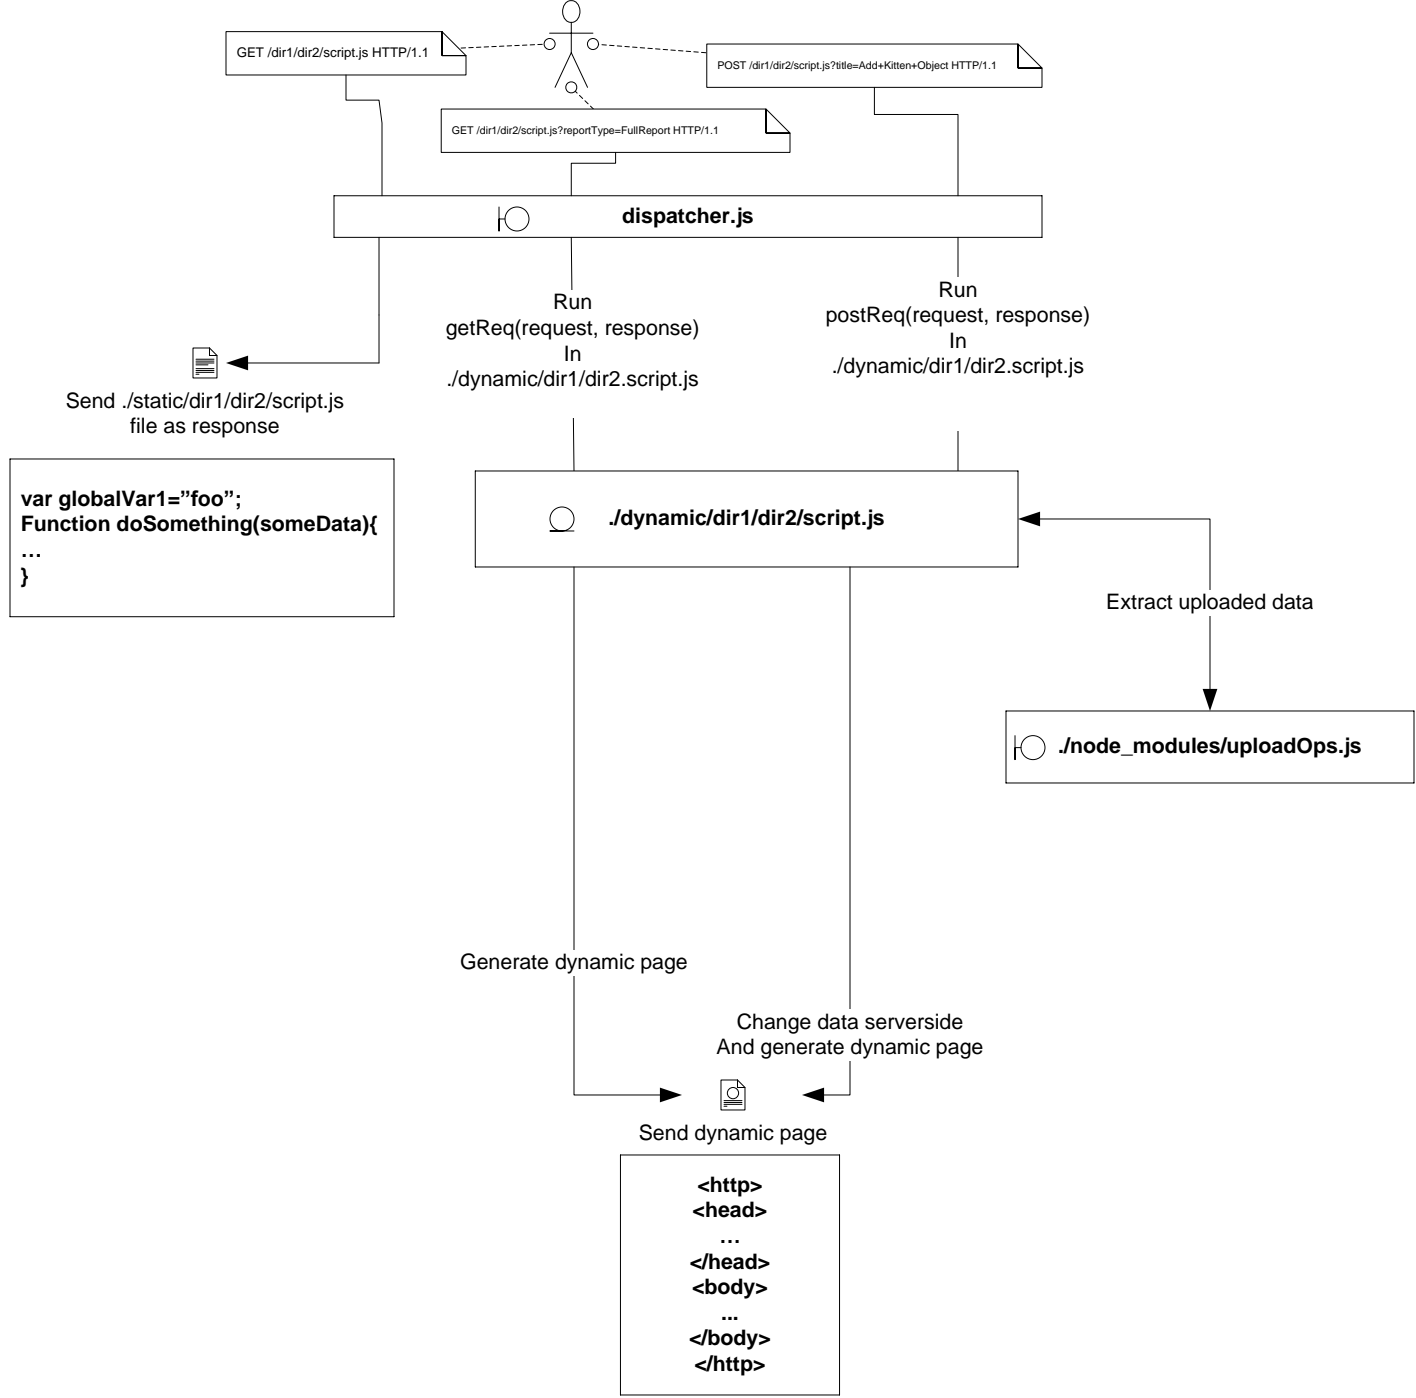 GET /dir1/dir2/script.js HTTP/1.1
POST /dir1/dir2/script.js?title=Add+Kitten+Object HTTP/1.1
GET /dir1/dir2/script.js?reportType=FullReport HTTP/1.1
dispatcher.js
Run
getReq(request, response)
In
./dynamic/dir1/dir2.script.js
Run
postReq(request, response)
In
./dynamic/dir1/dir2.script.js
Send ./static/dir1/dir2/script.js
file as response
var globalVar1=”foo”;
Function doSomething(someData){
…
}
./dynamic/dir1/dir2/script.js
Extract uploaded data
./node_modules/uploadOps.js
Generate dynamic page
Change data serverside
And generate dynamic page
Send dynamic page
<http>
<head>
…
</head>
<body>
...
</body>
</http>